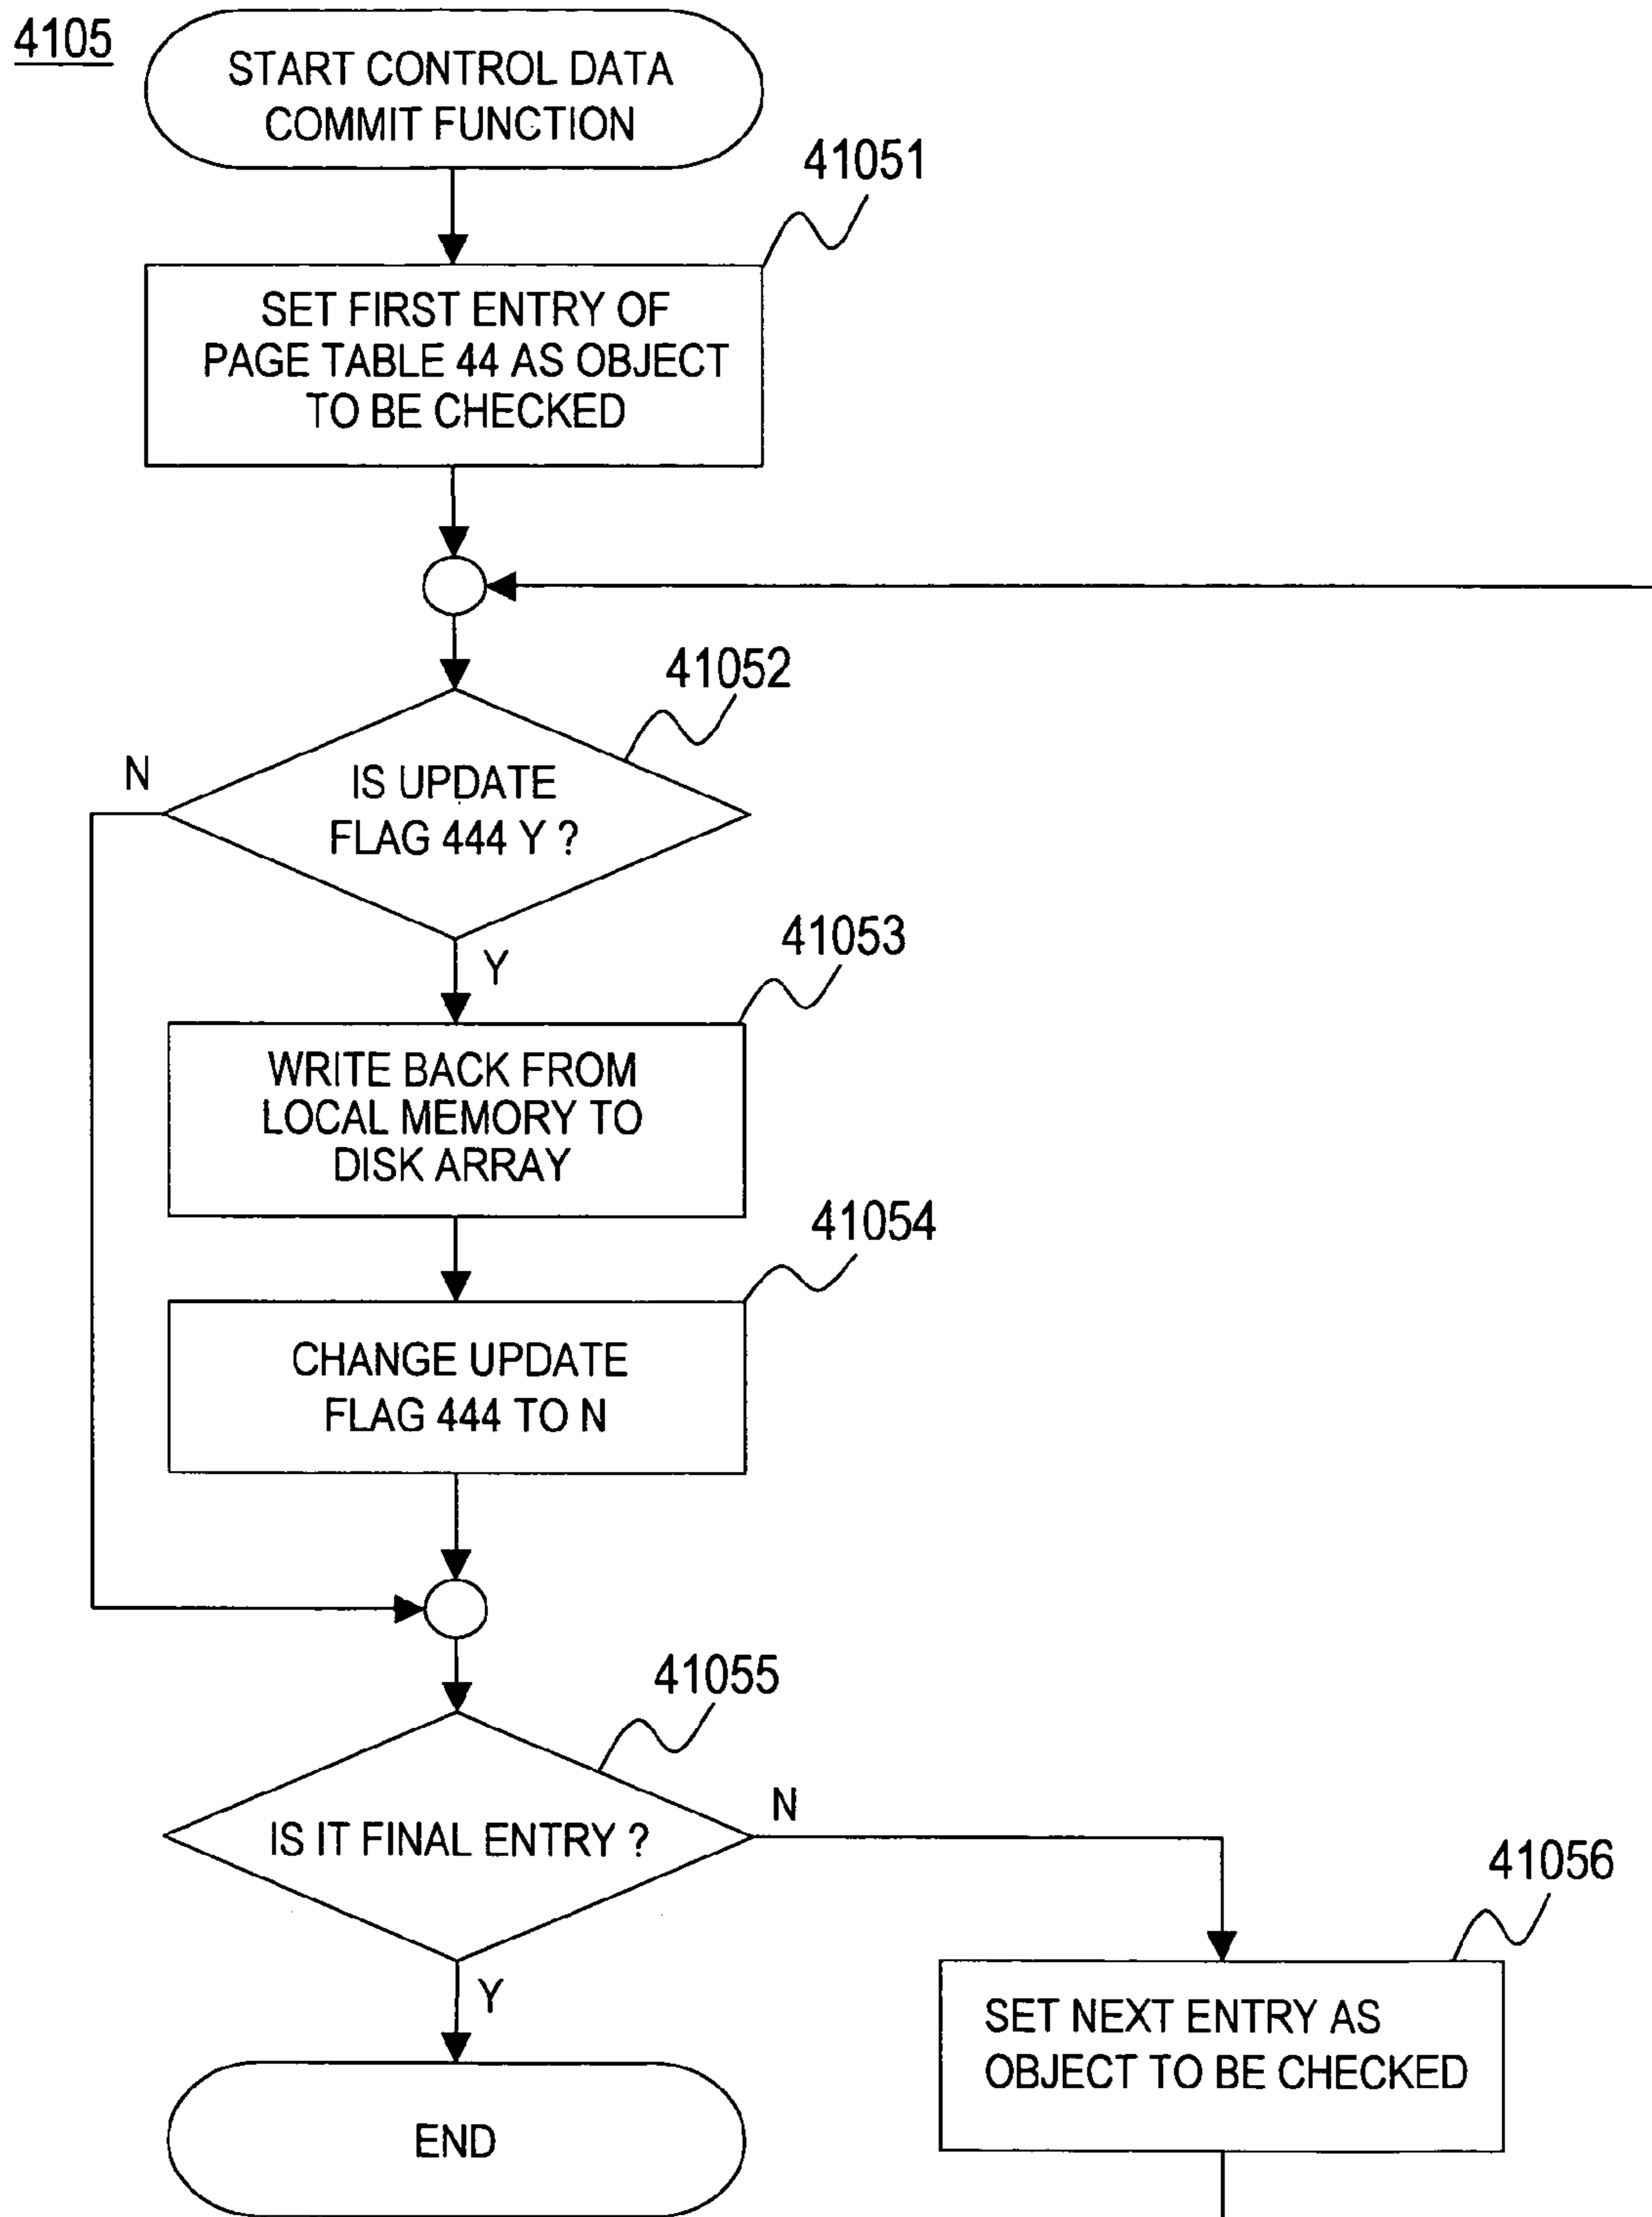 4105
START CONTROL DATA
COMMIT FUNCTION
41051
SET FIRST ENTRY OF
PAGE TABLE 44 AS OBJECT
TO BE CHECKED
41052
N
IS UPDATE
FLAG 444 Y ?
Y
41053
WRITE BACK FROM
LOCAL MEMORY TO
DISK ARRAY
41054
CHANGE UPDATE
FLAG 444 TO N
41055
IS IT FINAL ENTRY ?
N
41056
Y
SET NEXT ENTRY AS
OBJECT TO BE CHECKED
END